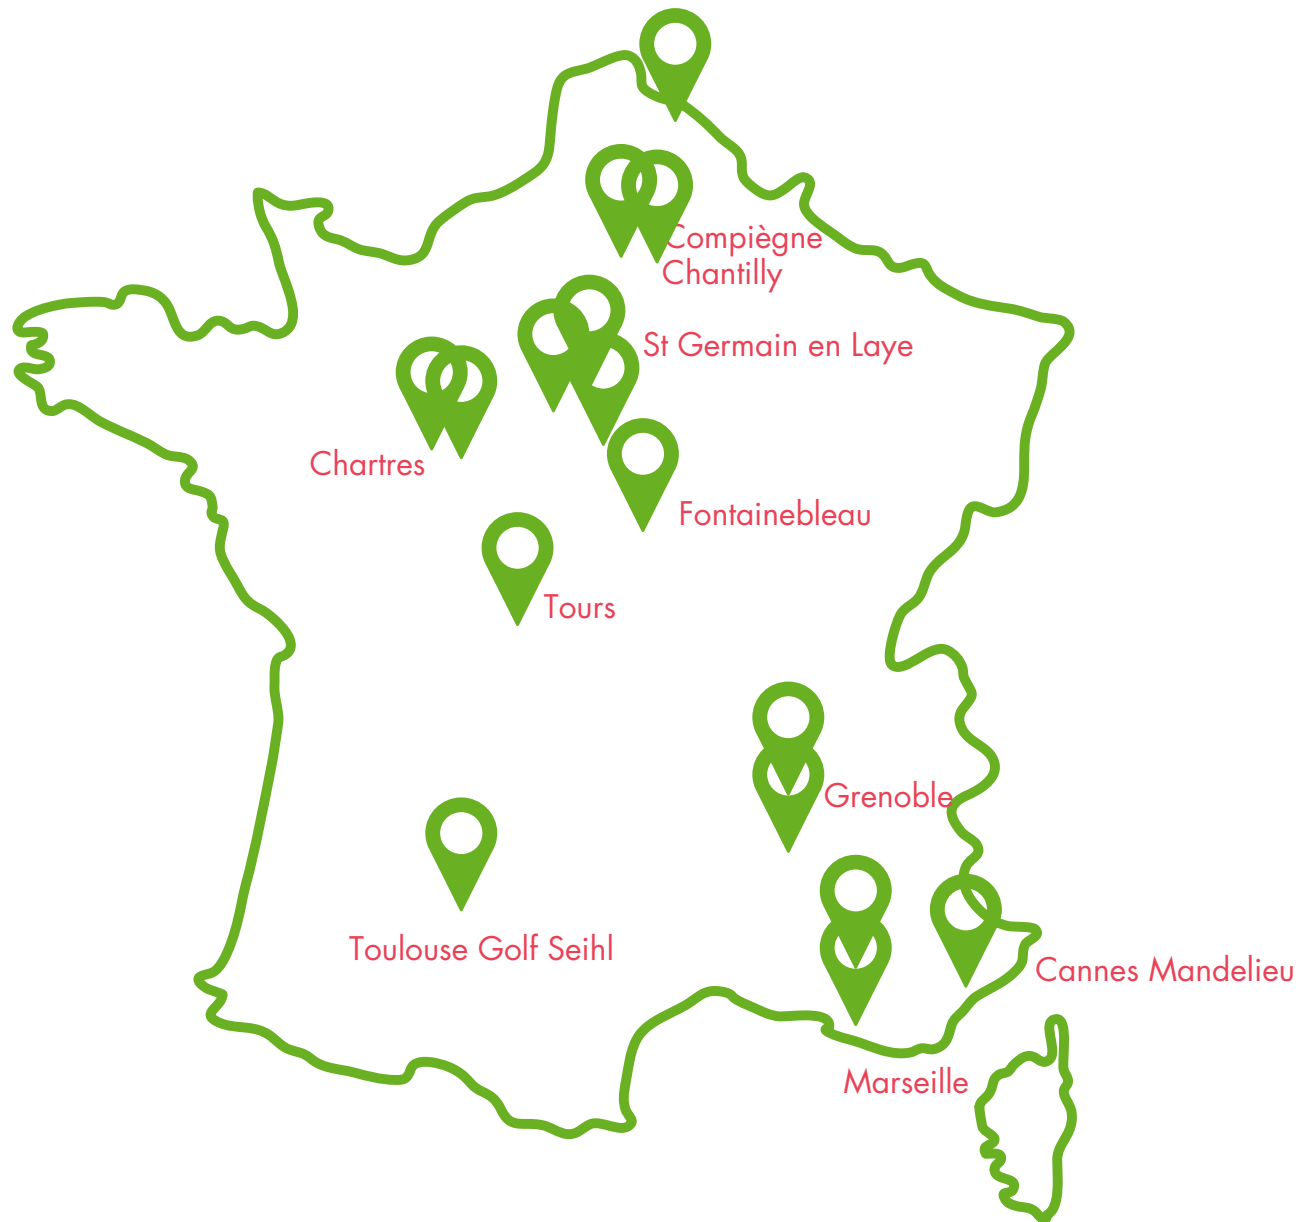 Compiègne
Chantilly
St Germain en Laye
Chartres
Fontainebleau
Tours
Grenoble
Toulouse Golf Seihl
Cannes Mandelieu
Marseille